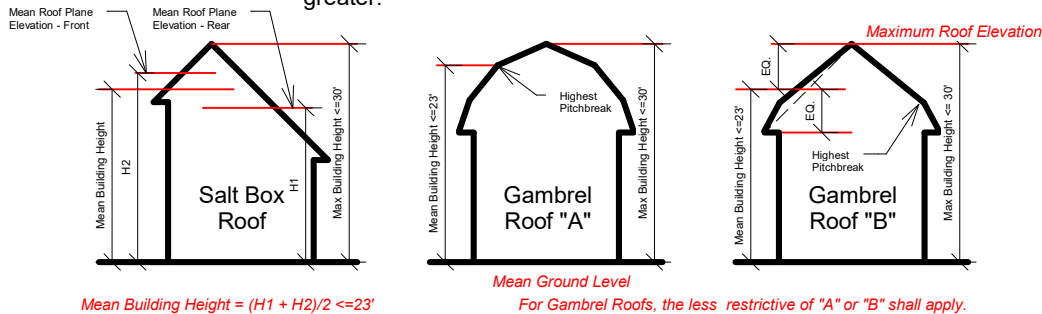 greater.
Mean Roof Plane
Elevation - Front
Mean Roof Plane
Elevation - Rear
Maximum Roof Elevation
Mean Building Height
H2
H1
Max Building Height <=30'
Salt Box
Roof
Mean Building Height <=23'
Highest
Pitchbreak
Max Building Height <=30'
Gambrel
Roof "A"
Mean Building Height <=23'
EQ.
EQ.
Highest
Pitchbreak
Max Building Height <= 30'
Gambrel
Roof "B"
Mean Ground Level
Mean Building Height = (H1 + H2)/2 <=23'
For Gambrel Roofs, the less restrictive of "A" or "B" shall apply.